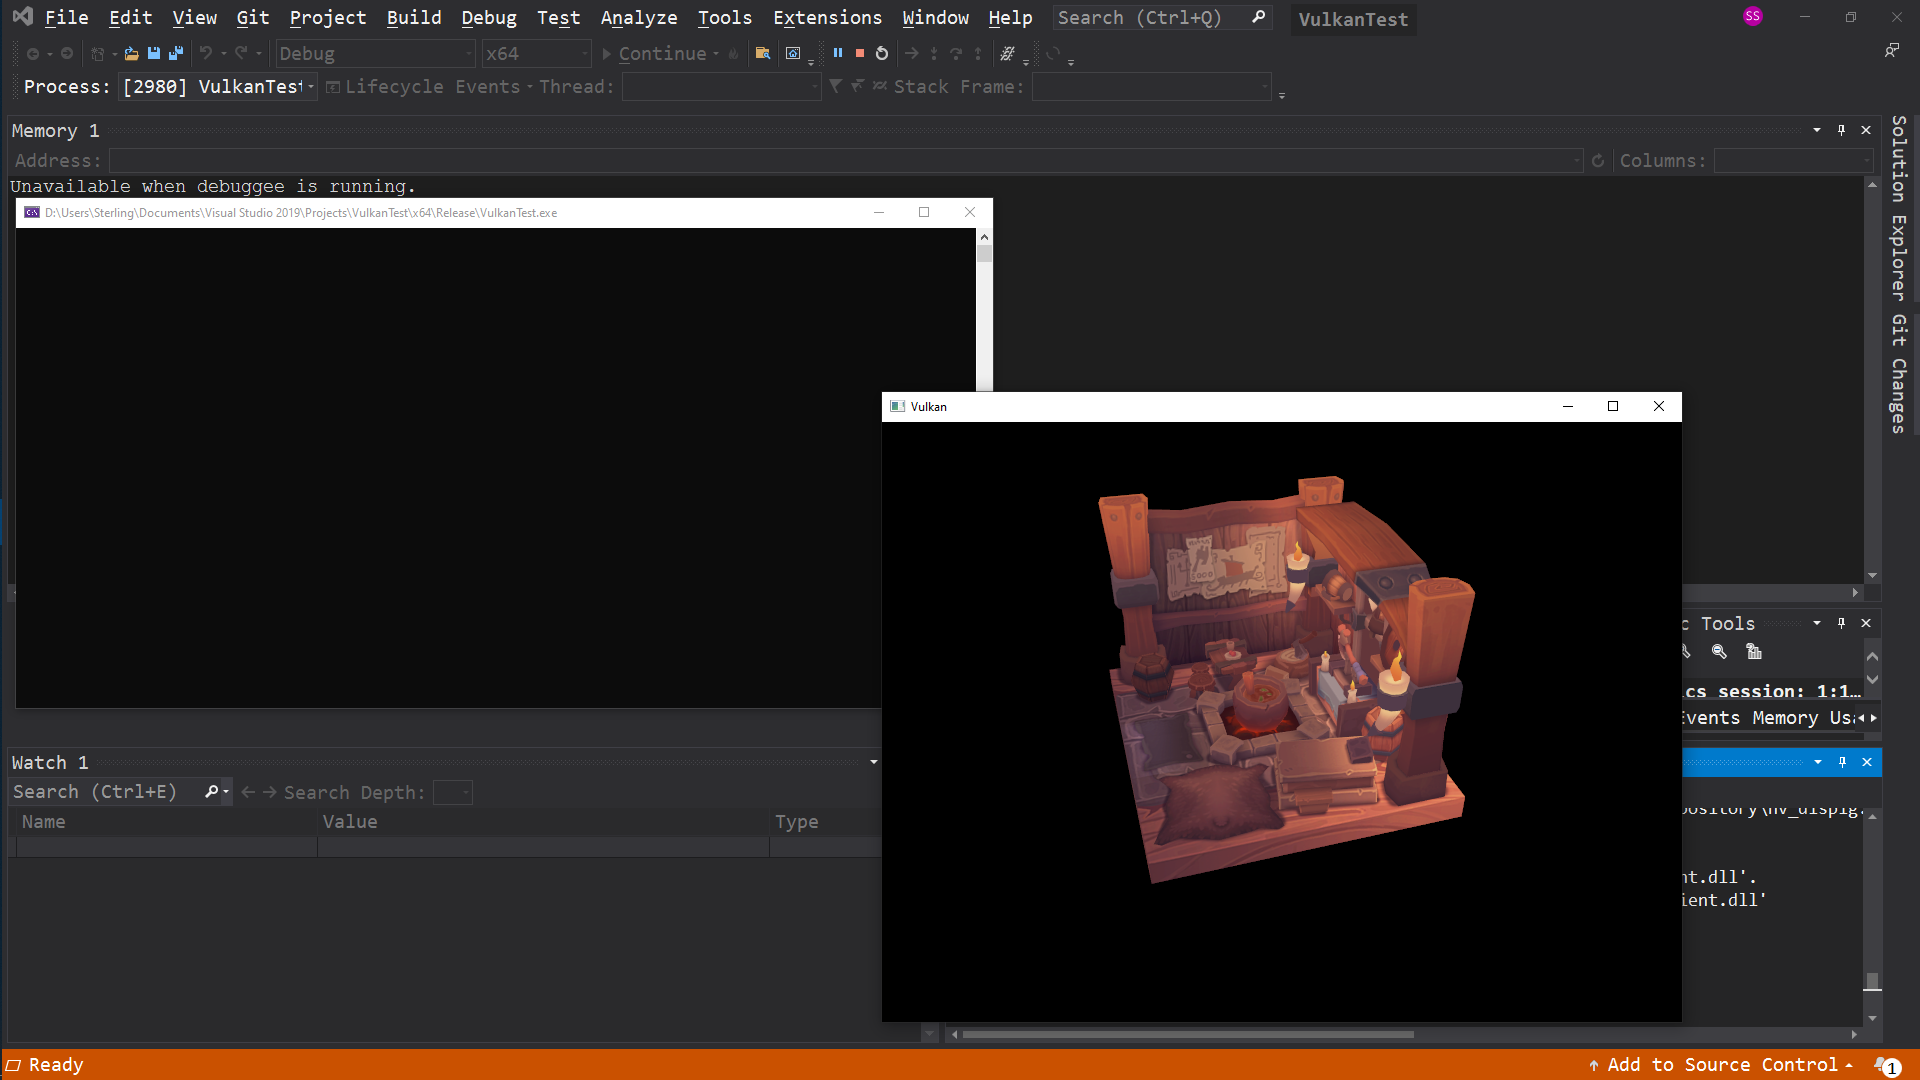 File Edit View Git Project Build Debug Test Analyze Tools Extensions Window Help Search (Ctrl+Q) VulkanTest SS
Debug x64 Continue
Process: [2980] VulkanTest Lifecycle Events Thread: Stack Frame:
Memory 1
Address: Columns:
Unavailable when debuggee is running.
D:\Users\Sterling\Documents\Visual Studio 2019\Projects\VulkanTest\x64\Release\VulkanTest.exe
Vulkan
Solution Explorer
Git Changes
c Tools
cs session: 1:1...
Events Memory Usa
Watch 1
Search (Ctrl+E) Search Depth:
Name Value Type
ository\nv_dispig.
nt.dll'.
ient.dll'
Ready Add to Source Control 1